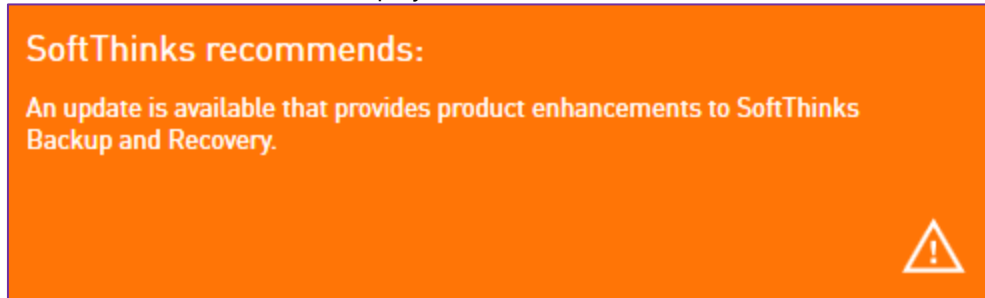 SoftThinks recommends:
An update is available that provides product enhancements to SoftThinks
Backup and Recovery.